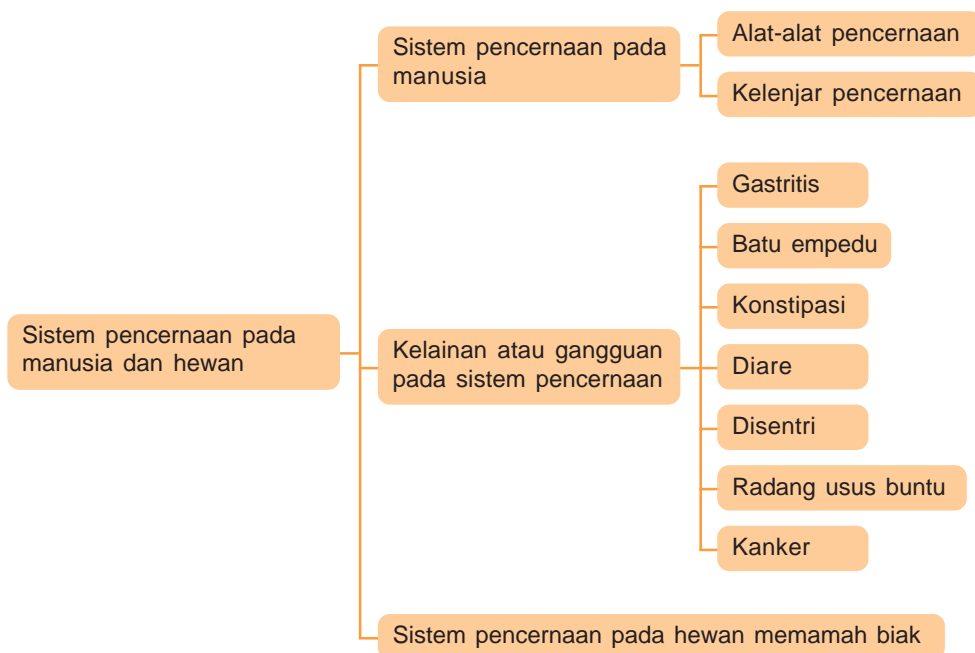 Sistem pencernaan pada
manusia dan hewan
Sistem pencernaan pada
manusia
Alat-alat pencernaan
Kelenjar pencernaan
Kelainan atau gangguan
pada sistem pencernaan
Gastritis
Batu empedu
Konstipasi
Diare
Disentri
Radang usus buntu
Kanker
Sistem pencernaan pada hewan memamah biak